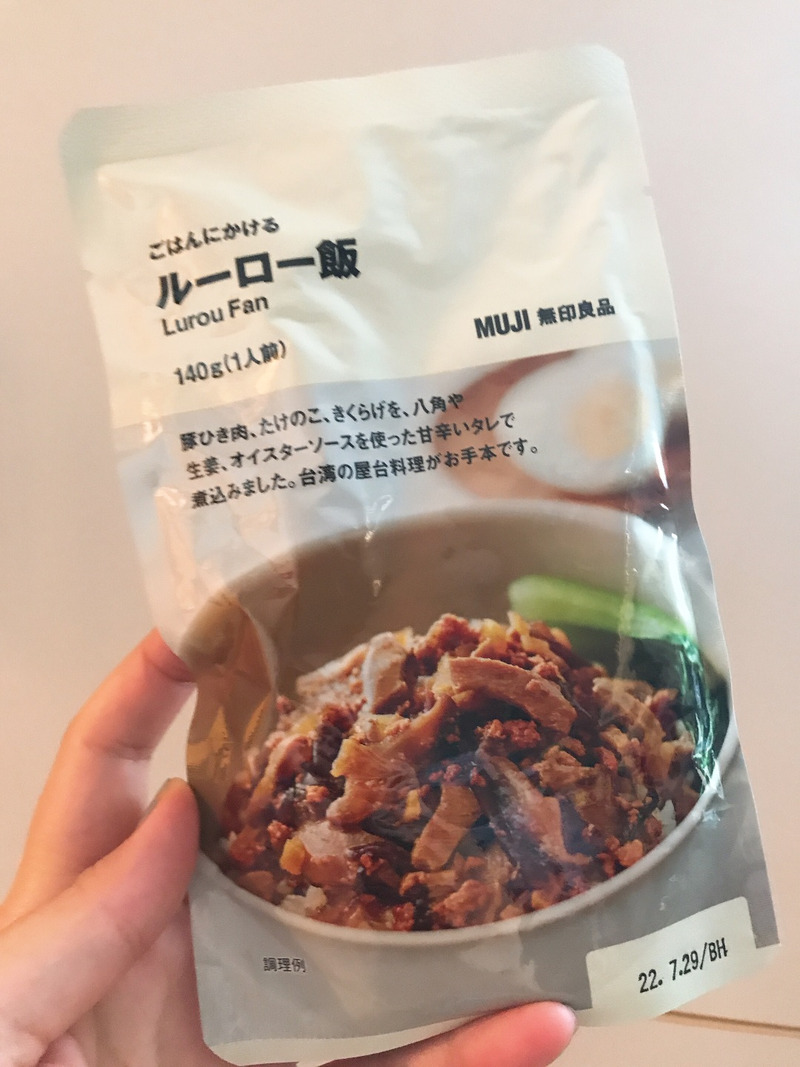 ごはんにかける
ルーロー飯
Lurou Fan
140g(1人前)
MUJI 無印良品
豚ひき肉、たけのこ、きくらげを、八角や
生姜、オイスターソースを使った甘辛いタレで
煮込みました。台湾の屋台料理がお手本です。
調理例
22. 7.29/BH